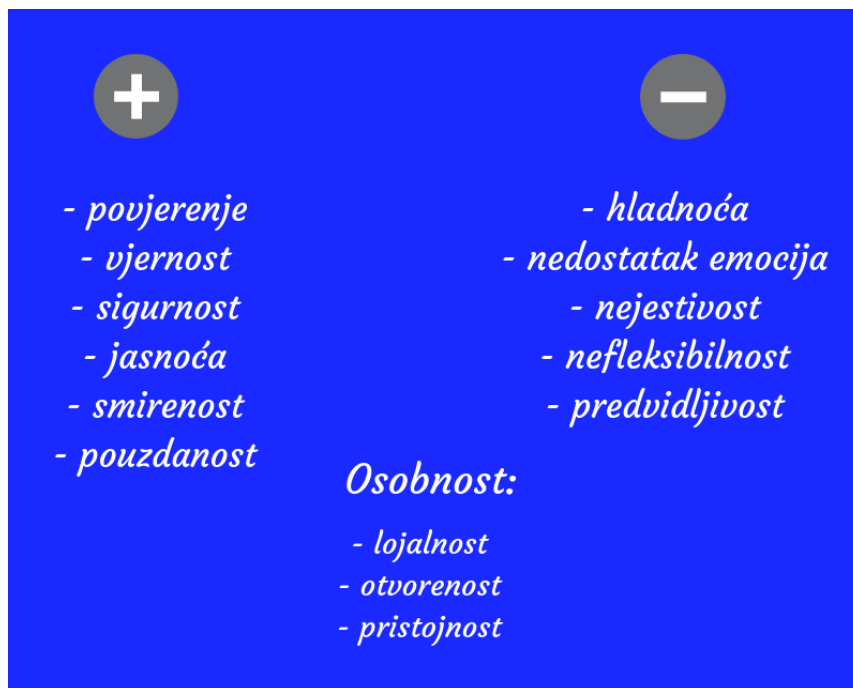 - povjerenje
- vjernost
- sigurnost
- jasnoća
- smirenost
- pouzdanost
- hladnoća
- nedostatak emocija
- nejestivost
- nefleksibilnost
- predvidljivost
Osobnost:
- lojalnost
- otvorenost
- pristojnost